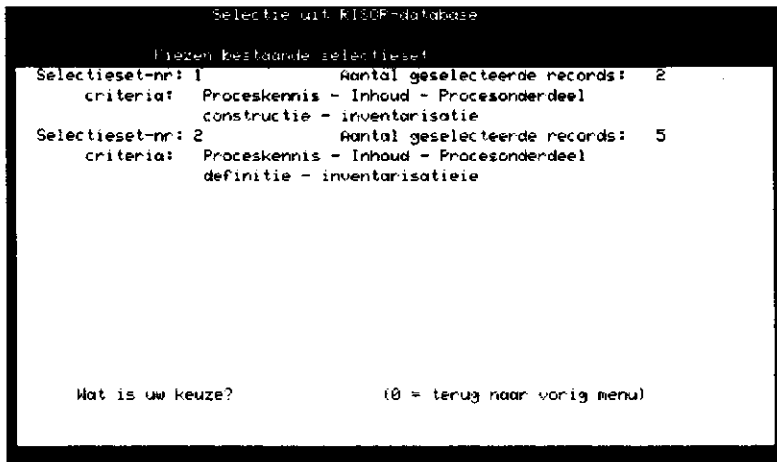 Selectie uit RISOR-database
Kiezen bestaande selectieset
Selectieset-nr: 1 Aantal geselecteerde records: 2
criteria: Proceskennis - Inhoud - Procesonderdeel
constructie - inventarisatie
Selectieset-nr: 2 Aantal geselecteerde records: 5
criteria: Proceskennis - Inhoud - Procesonderdeel
definitie - inventarisatieie
Wat is uw keuze? (0 = terug naar vorig menu)